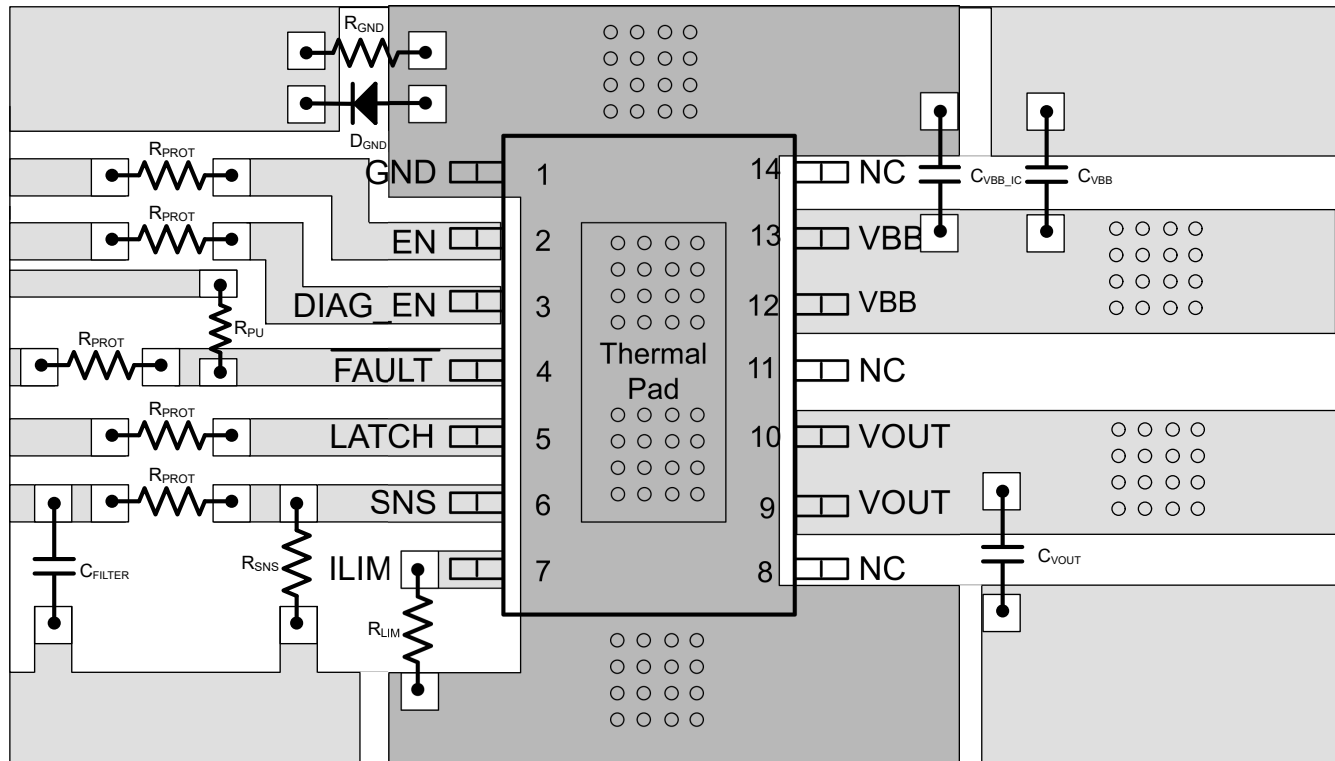 RGND
DGND
RPROT
GND
1
14
NC
CVBB_IC
CVBB
RPROT
EN
2
13
VBB
DIAG_EN
3
12
VBB
RPU
RPROT
FAULT
4
Thermal
Pad
11
NC
RPROT
LATCH
5
10
VOUT
RPROT
SNS
6
9
VOUT
CFILTER
RSNS
ILIM
7
8
NC
CVOUT
RLIM